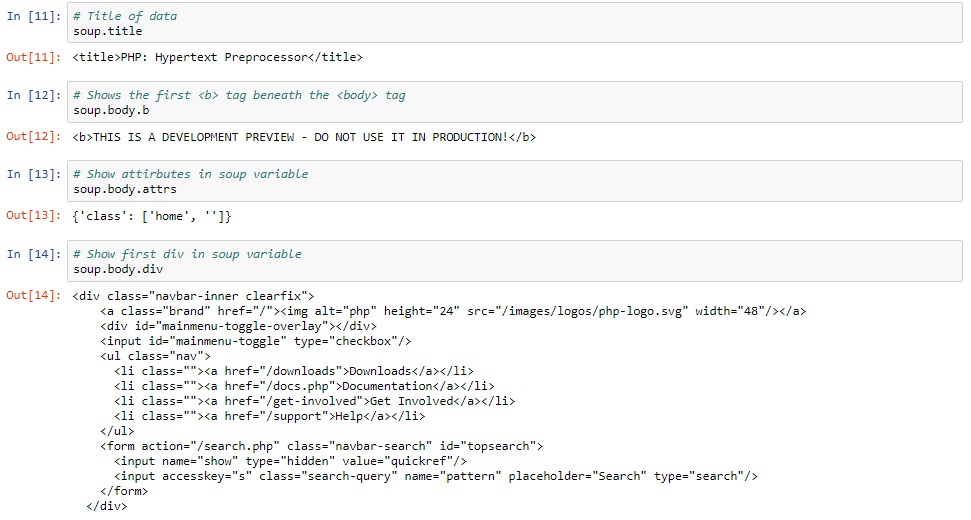 In [11]: # Title of data
soup.title
Out[11]: <title>PHP: Hypertext Preprocessor</title>
In [12]: # Shows the first <b> tag beneath the <body> tag
soup.body.b
Out[12]: <b>THIS IS A DEVELOPMENT PREVIEW - DO NOT USE IT IN PRODUCTION!</b>
In [13]: # Show attirbutes in soup variable
soup.body.attrs
Out[13]: {'class': ['home', '']}
In [14]: # Show first div in soup variable
soup.body.div
Out[14]: <div class="navbar-inner clearfix">
<a class="brand" href="/"><img alt="php" height="24" src="/images/logos/php-logo.svg" width="48"/></a>
<div id="mainmenu-toggle-overlay"></div>
<input id="mainmenu-toggle" type="checkbox"/>
<ul class="nav">
<li class=""><a href="/downloads">Downloads</a></li>
<li class=""><a href="/docs.php">Documentation</a></li>
<li class=""><a href="/get-involved">Get Involved</a></li>
<li class=""><a href="/support">Help</a></li>
</ul>
<form action="/search.php" class="navbar-search" id="topsearch">
<input name="show" type="hidden" value="quickref"/>
<input accesskey="s" class="search-query" name="pattern" placeholder="Search" type="search"/>
</form>
</div>